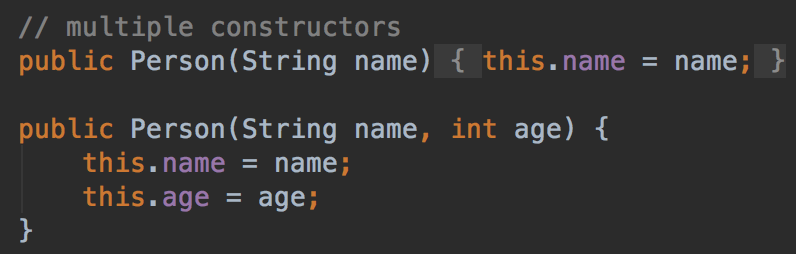 // multiple constructors
public Person(String name) { this.name = name; }
public Person(String name, int age) {
    this.name = name;
    this.age = age;
}